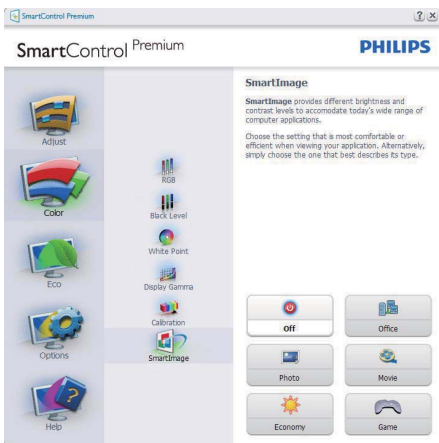 SmartControl Premium
SmartControl Premium
PHILIPS
Adjust
Color
Eco
Options
Help
RGB
Black Level
White Point
Display Gamma
Calibration
SmartImage
SmartImage
SmartImage provides different brightness and
contrast levels to accomodate today's wide range of
computer applications.
Choose the setting that is most comfortable or
efficient when viewing your application. Alternatively,
simply choose the one that best describes its type.
Off
Office
Photo
Movie
Economy
Game